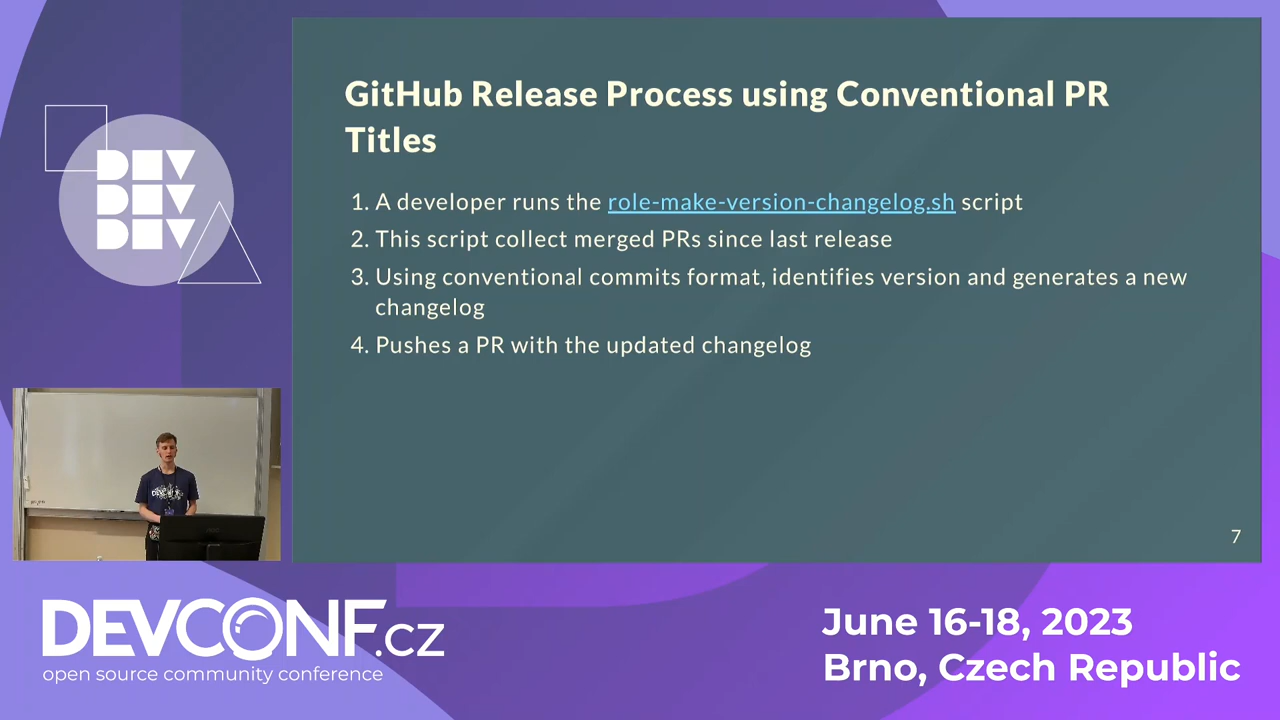 GitHub Release Process using Conventional PR
Titles
1. A developer runs the role-make-version-changelog.sh script
2. This script collect merged PRs since last release
3. Using conventional commits format, identifies version and generates a new
changelog
4. Pushes a PR with the updated changelog
7
DEV
DEV
DEV
DEVCONF.cz
open source community conference
June 16-18, 2023
Brno, Czech Republic